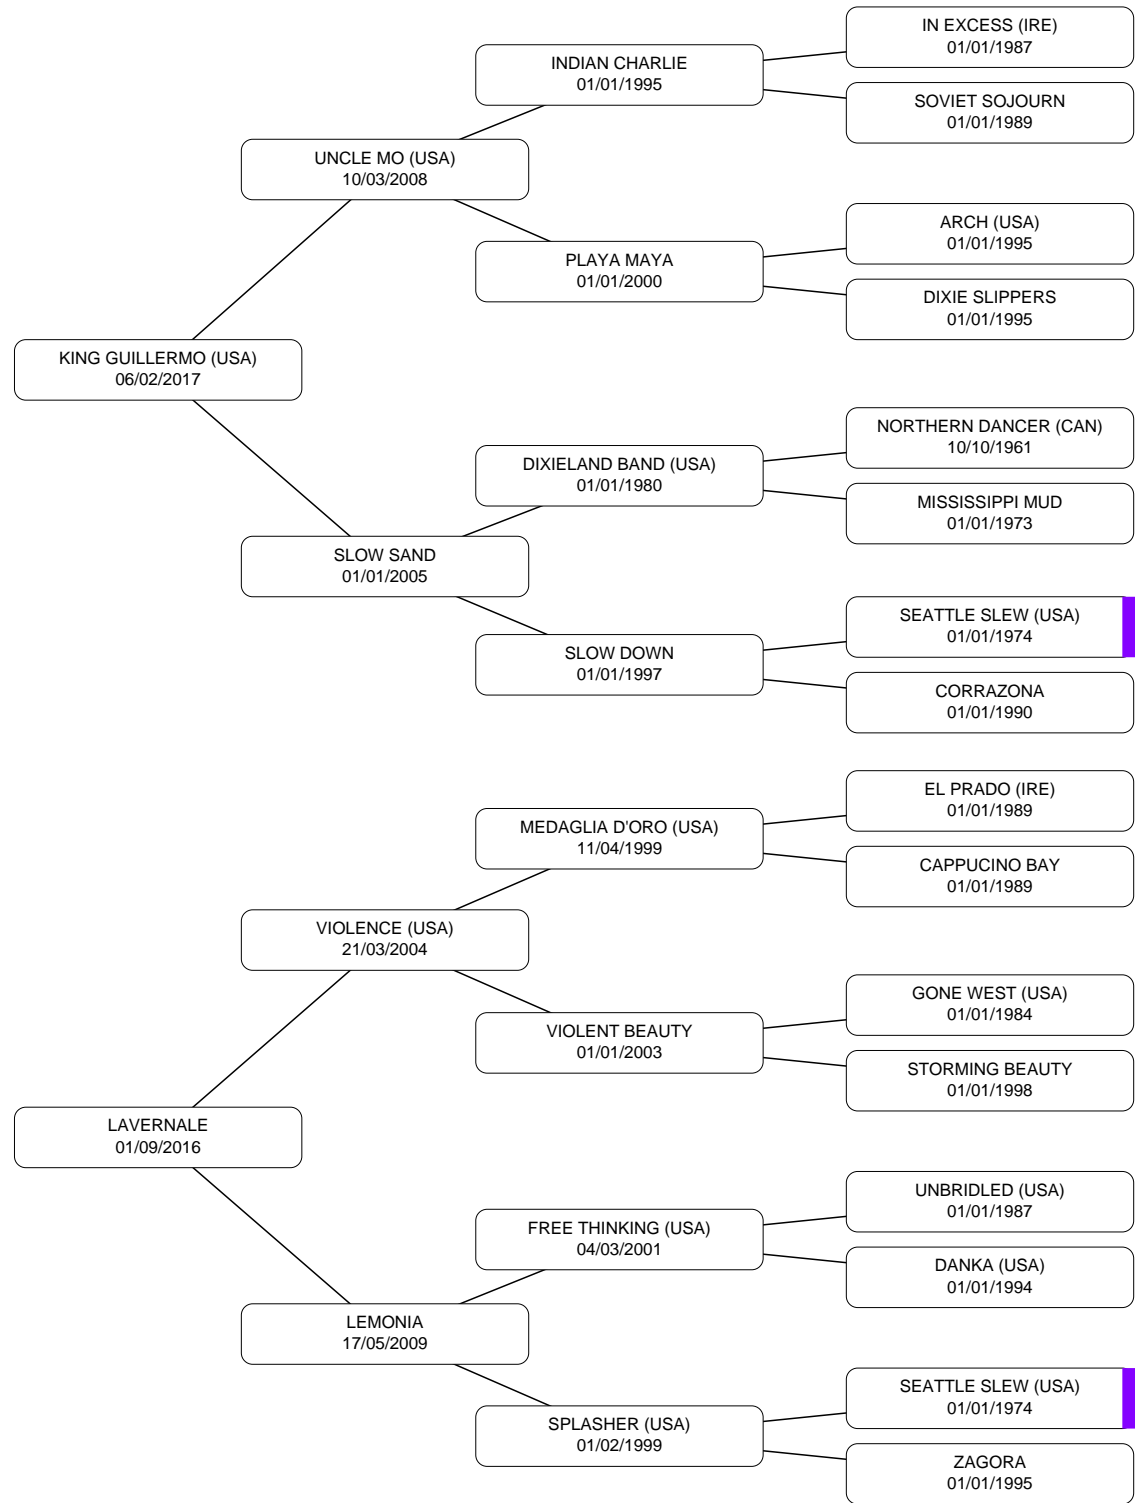 IN EXCESS (IRE)
01/01/1987
INDIAN CHARLIE
01/01/1995
SOVIET SOJOURN
01/01/1989
UNCLE MO (USA)
10/03/2008
ARCH (USA)
01/01/1995
PLAYA MAYA
01/01/2000
DIXIE SLIPPERS
01/01/1995
KING GUILLERMO (USA)
06/02/2017
NORTHERN DANCER (CAN)
10/10/1961
DIXIELAND BAND (USA)
01/01/1980
MISSISSIPPI MUD
01/01/1973
SLOW SAND
01/01/2005
SEATTLE SLEW (USA)
01/01/1974
SLOW DOWN
01/01/1997
CORRAZONA
01/01/1990
EL PRADO (IRE)
01/01/1989
MEDAGLIA D'ORO (USA)
11/04/1999
CAPPUCINO BAY
01/01/1989
VIOLENCE (USA)
21/03/2004
GONE WEST (USA)
01/01/1984
VIOLENT BEAUTY
01/01/2003
STORMING BEAUTY
01/01/1998
LAVERNALE
01/09/2016
UNBRIDLED (USA)
01/01/1987
FREE THINKING (USA)
04/03/2001
DANKA (USA)
01/01/1994
LEMONIA
17/05/2009
SEATTLE SLEW (USA)
01/01/1974
SPLASHER (USA)
01/02/1999
ZAGORA
01/01/1995